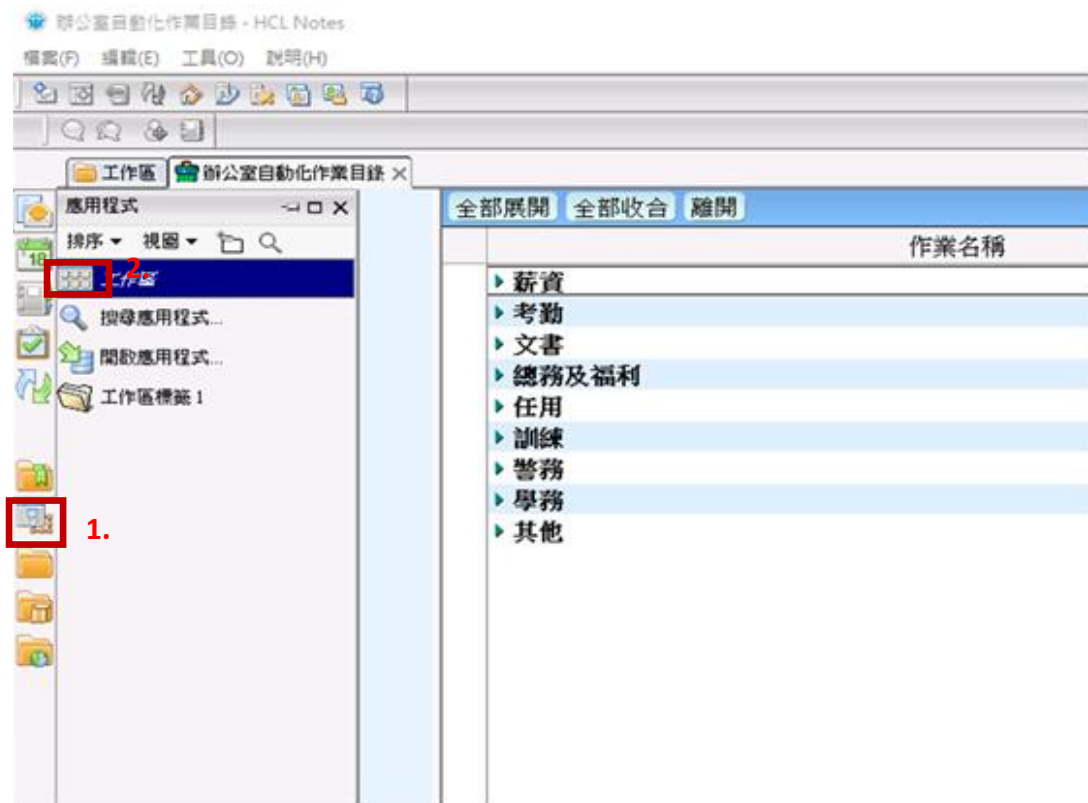 辦公室自動化作業目錄 - HCL Notes
檔案(F) 編輯(E) 工具(O) 說明(H)
工作區 辦公室自動化作業目錄
應用程式
全部展開 全部收合 離開
排序 視圖
18
作業名稱
2.
工作區
薪資
搜尋應用程式...
考勤
文書
開啟應用程式...
總務及福利
工作區標籤 1
任用
訓練
警務
學務
1.
其他